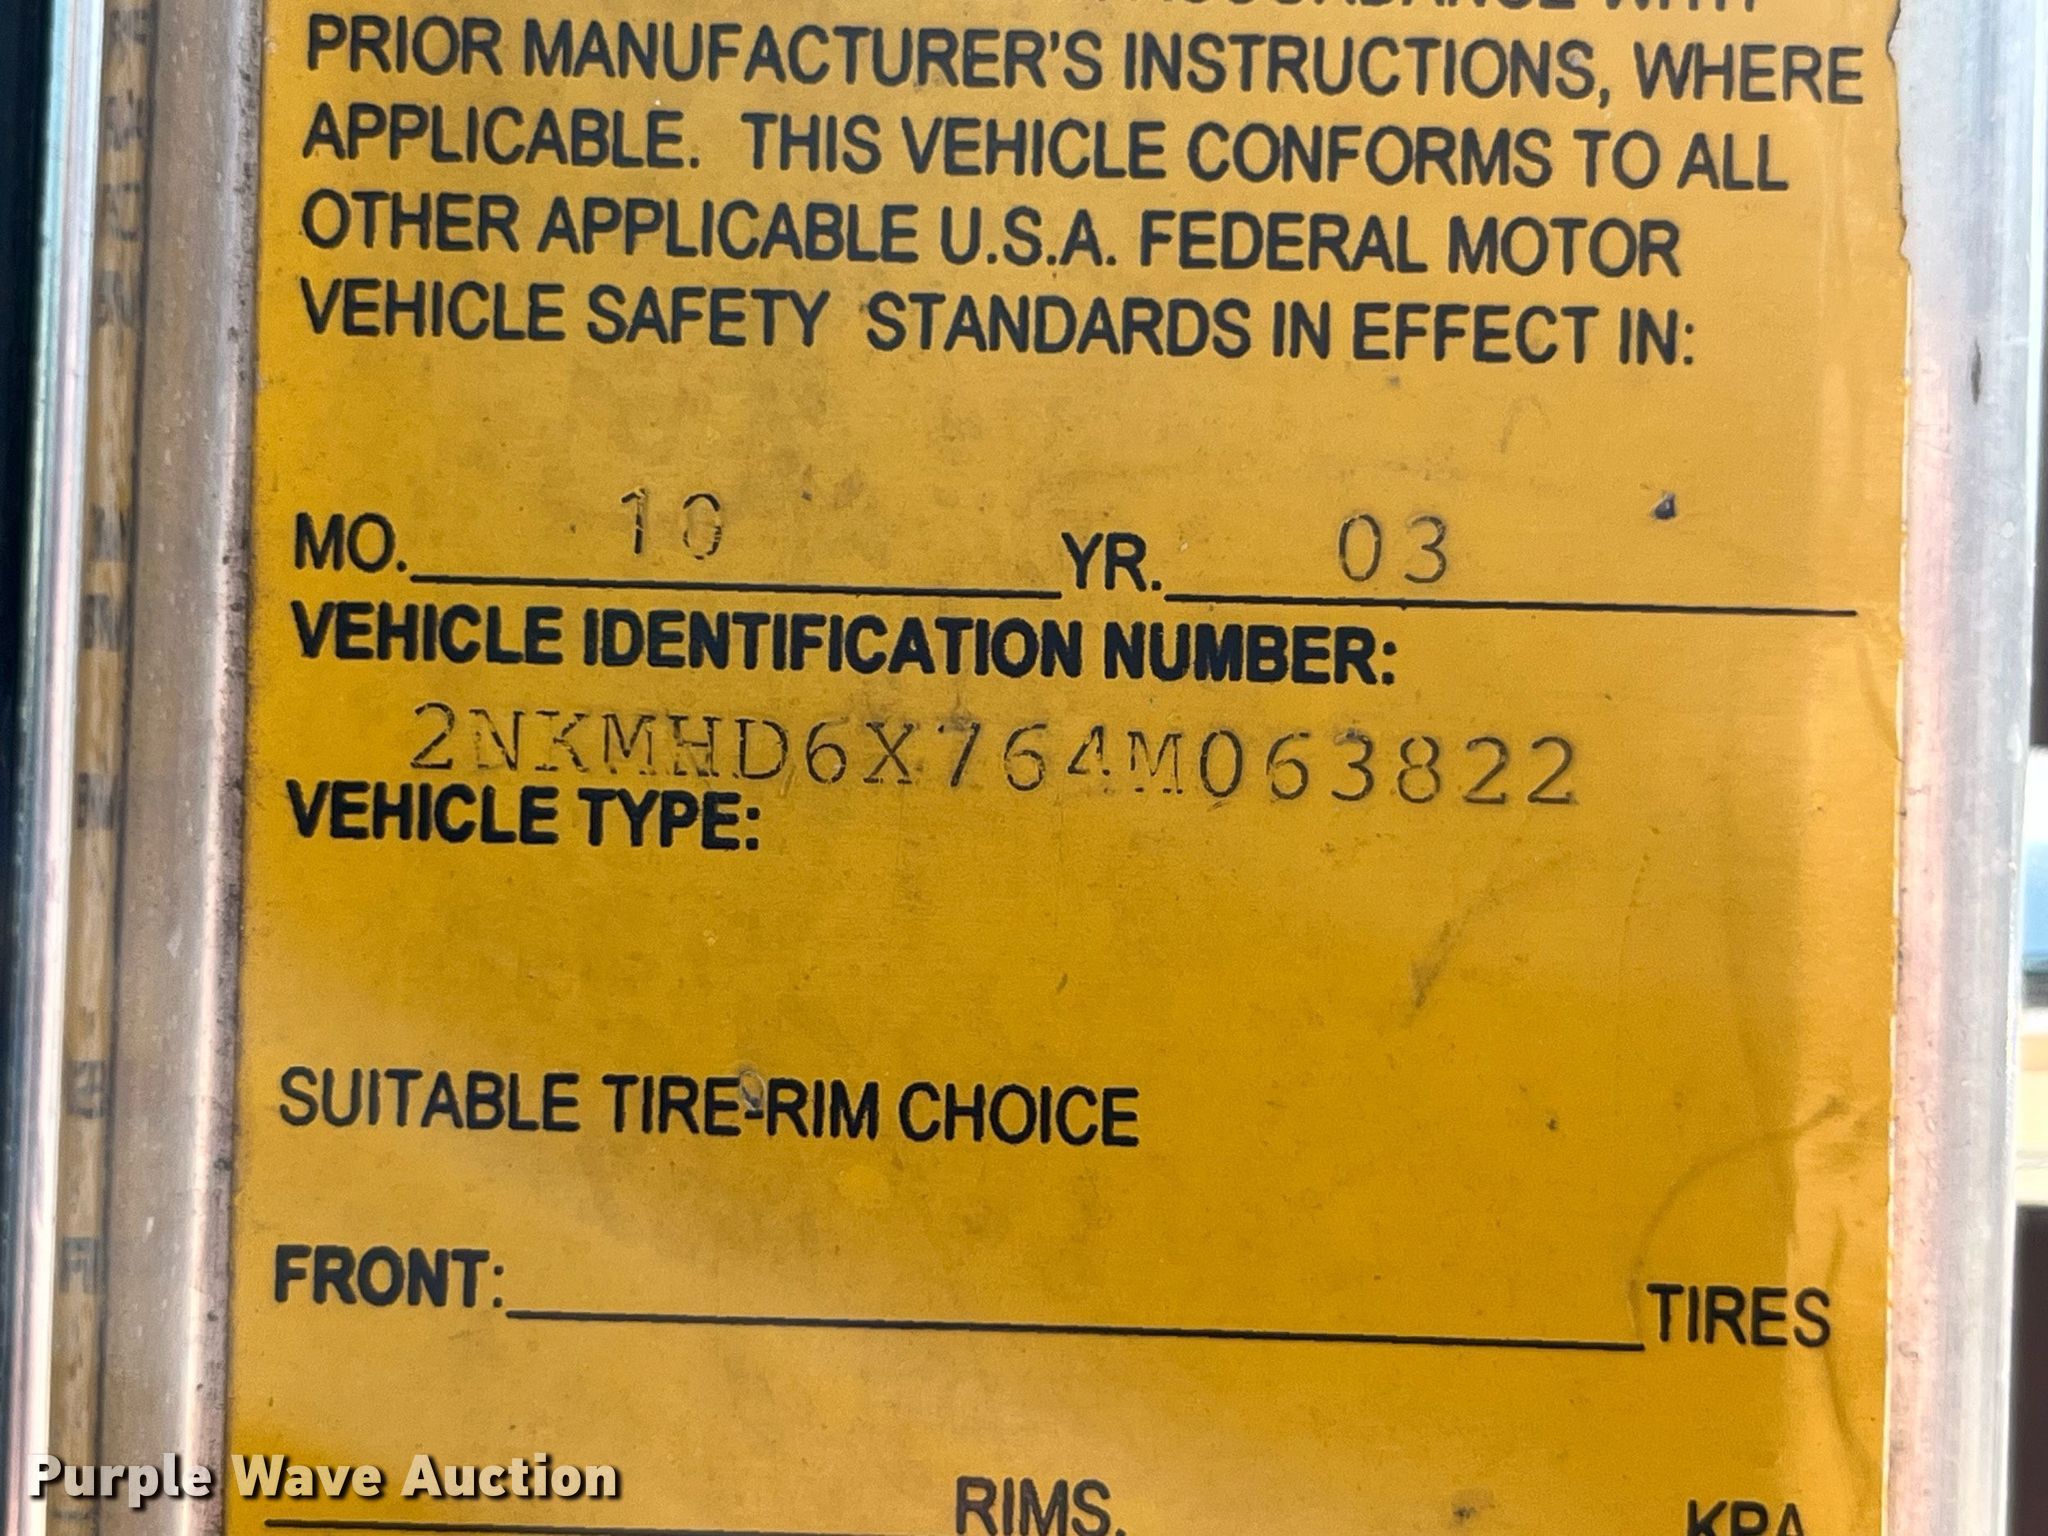 PRIOR MANUFACTURER'S INSTRUCTIONS, WHERE
APPLICABLE. THIS VEHICLE CONFORMS TO ALL
OTHER APPLICABLE U.S.A. FEDERAL MOTOR
VEHICLE SAFETY STANDARDS IN EFFECT IN:
MO. 10 YR. 03
VEHICLE IDENTIFICATION NUMBER:
2NKMHD6X764M063822
VEHICLE TYPE:
SUITABLE TIRE-RIM CHOICE
FRONT: TIRES
RIMS. KPA
Purple Wave Auction